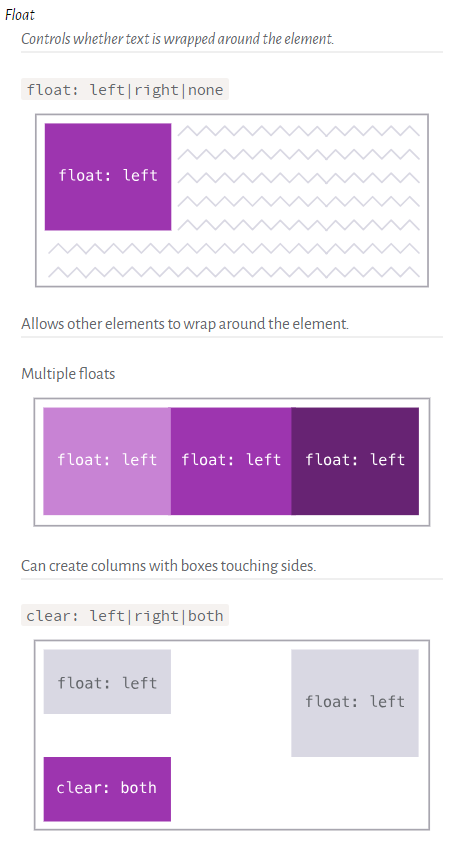 Float
Controls whether text is wrapped around the element.
float: left|right|none
float: left
Allows other elements to wrap around the element.
Multiple floats
float: left float: left float: left
Can create columns with boxes touching sides.
clear: left|right|both
float: left
float: left
clear: both